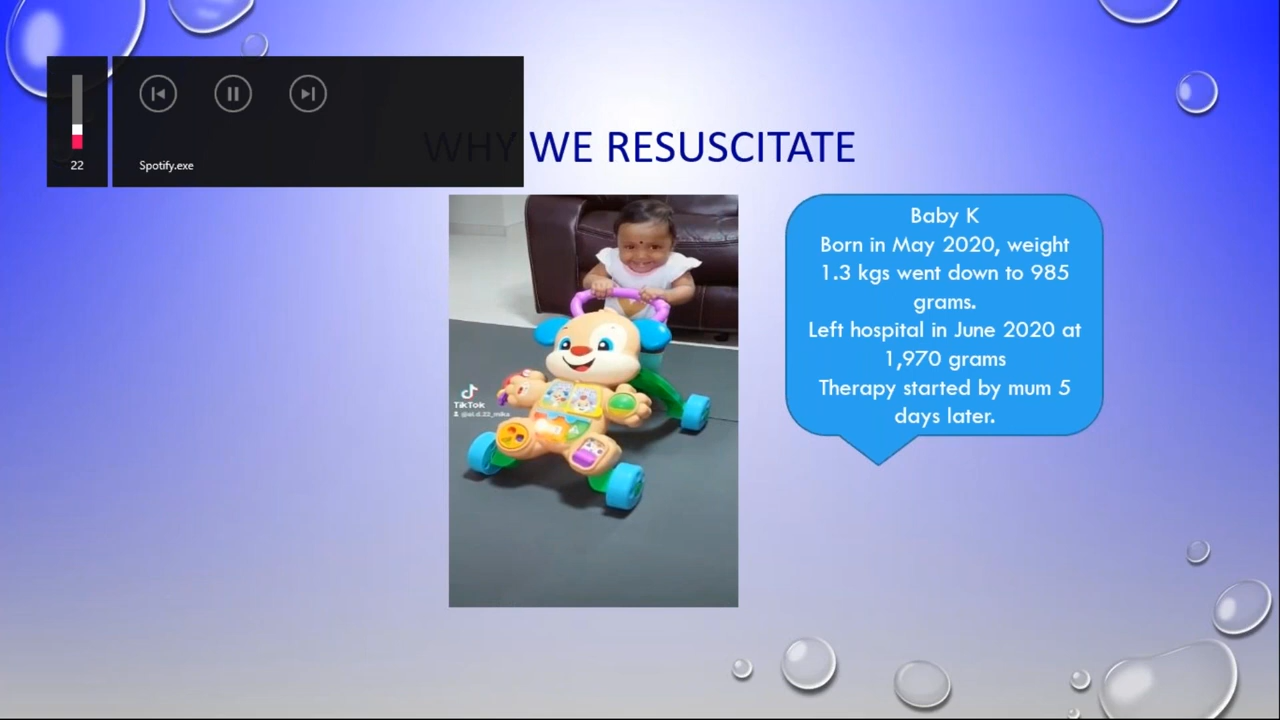 22
Spotify.exe
WHY WE RESUSCITATE
Baby K
Born in May 2020, weight
1.3 kgs went down to 985
grams.
Left hospital in June 2020 at
1,970 grams
Therapy started by mum 5
days later.
TikTok